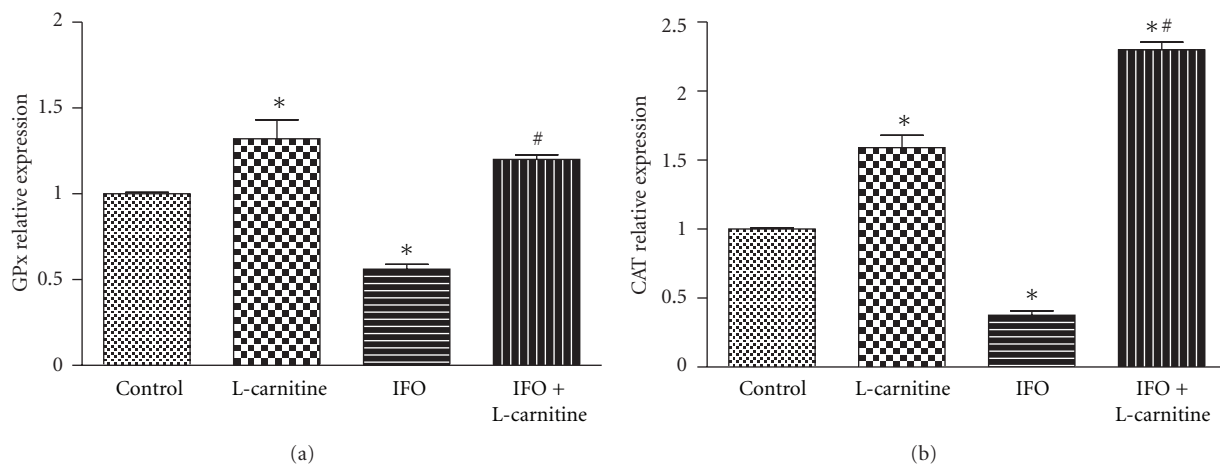 GPx relative expression
2
1.5
1
0.5
0
*
*
#
Control
L-carnitine
IFO
IFO +
L-carnitine
(a)
CAT relative expression
2.5
2
1.5
1
0.5
0
*
*
* #
Control
L-carnitine
IFO
IFO +
L-carnitine
(b)